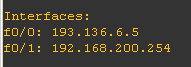 Interfaces:
f0/0: 193.136.6.5
f0/1: 192.168.200.254